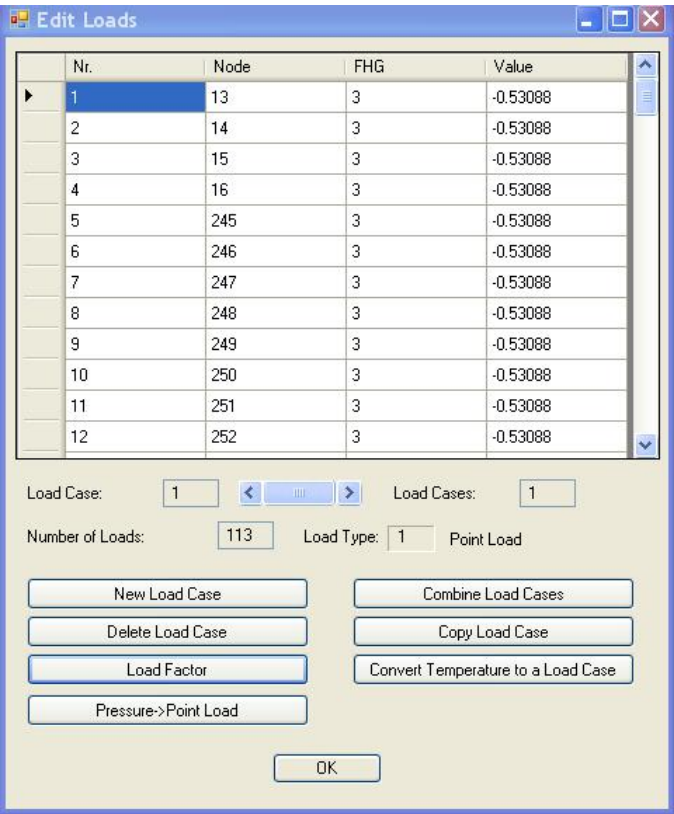 Edit Loads
Nr. Node FHG Value
1 13 3 -0.53088
2 14 3 -0.53088
3 15 3 -0.53088
4 16 3 -0.53088
5 245 3 -0.53088
6 246 3 -0.53088
7 247 3 -0.53088
8 248 3 -0.53088
9 249 3 -0.53088
10 250 3 -0.53088
11 251 3 -0.53088
12 252 3 -0.53088
Load Case: 1 Load Cases: 1
Number of Loads: 113 Load Type: 1 Point Load
New Load Case Combine Load Cases
Delete Load Case Copy Load Case
Load Factor Convert Temperature to a Load Case
Pressure->Point Load
OK